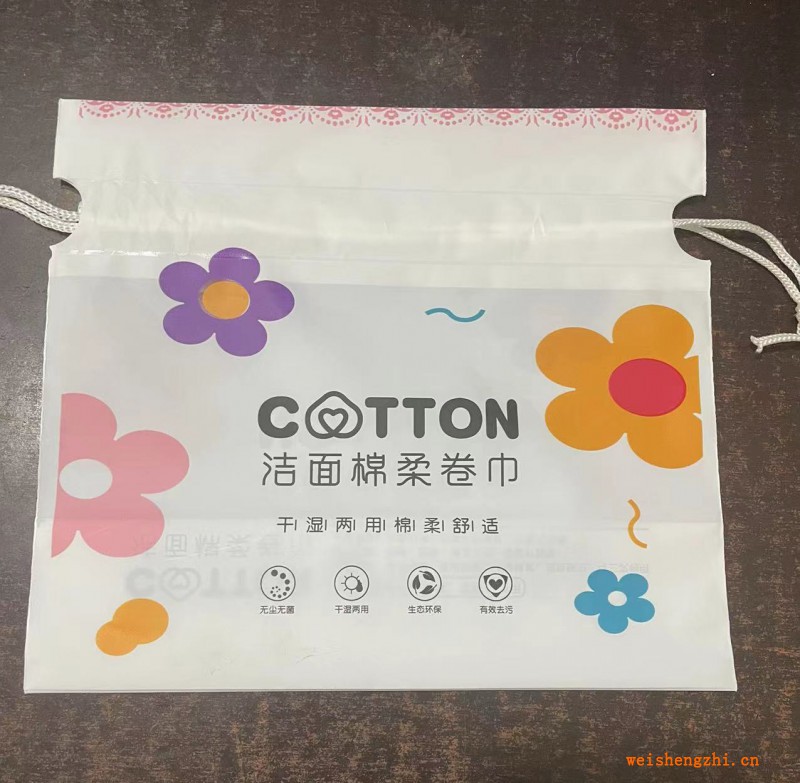 COTTON
洁面棉柔卷巾
干|湿|两|用|棉|柔|舒|适
无尘无菌 干湿两用 生态环保 有效去污
weishengzhi.cn